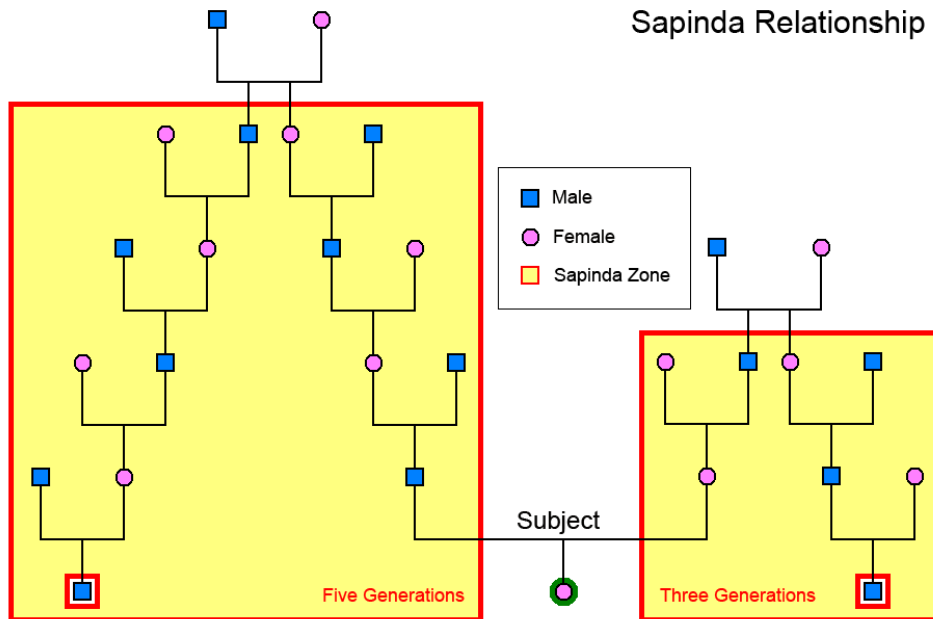 Sapinda Relationship
Male
Female
Sapinda Zone
Subject
Five Generations
Three Generations